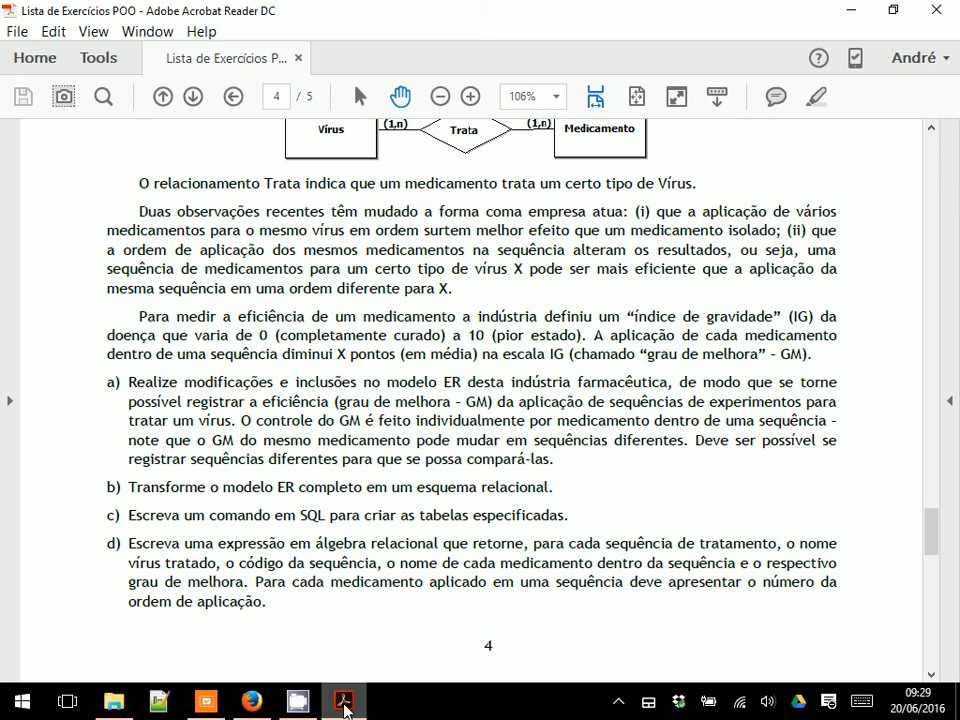 Lista de Exercícios POO - Adobe Acrobat Reader DC
File Edit View Window Help
Home Tools Lista de Exercícios P... × André
4 / 5 106%
Vírus (1,n) Trata (1,n) Medicamento
O relacionamento Trata indica que um medicamento trata um certo tipo de Vírus.
Duas observações recentes têm mudado a forma coma empresa atua: (i) que a aplicação de vários
medicamentos para o mesmo vírus em ordem surtem melhor efeito que um medicamento isolado; (ii) que
a ordem de aplicação dos mesmos medicamentos na sequência alteram os resultados, ou seja, uma
sequência de medicamentos para um certo tipo de vírus X pode ser mais eficiente que a aplicação da
mesma sequência em uma ordem diferente para X.
Para medir a eficiência de um medicamento a indústria definiu um “índice de gravidade” (IG) da
doença que varia de 0 (completamente curado) a 10 (pior estado). A aplicação de cada medicamento
dentro de uma sequência diminui X pontos (em média) na escala IG (chamado “grau de melhora” – GM).
a) Realize modificações e inclusões no modelo ER desta indústria farmacêutica, de modo que se torne
possível registrar a eficiência (grau de melhora – GM) da aplicação de sequências de experimentos para
tratar um vírus. O controle do GM é feito individualmente por medicamento dentro de uma sequência –
note que o GM do mesmo medicamento pode mudar em sequências diferentes. Deve ser possível se
registrar sequências diferentes para que se possa compará-las.
b) Transforme o modelo ER completo em um esquema relacional.
c) Escreva um comando em SQL para criar as tabelas especificadas.
d) Escreva uma expressão em álgebra relacional que retorne, para cada sequência de tratamento, o nome
vírus tratado, o código da sequência, o nome de cada medicamento dentro da sequência e o respectivo
grau de melhora. Para cada medicamento aplicado em uma sequência deve apresentar o número da
ordem de aplicação.
4
09:29
20/06/2016